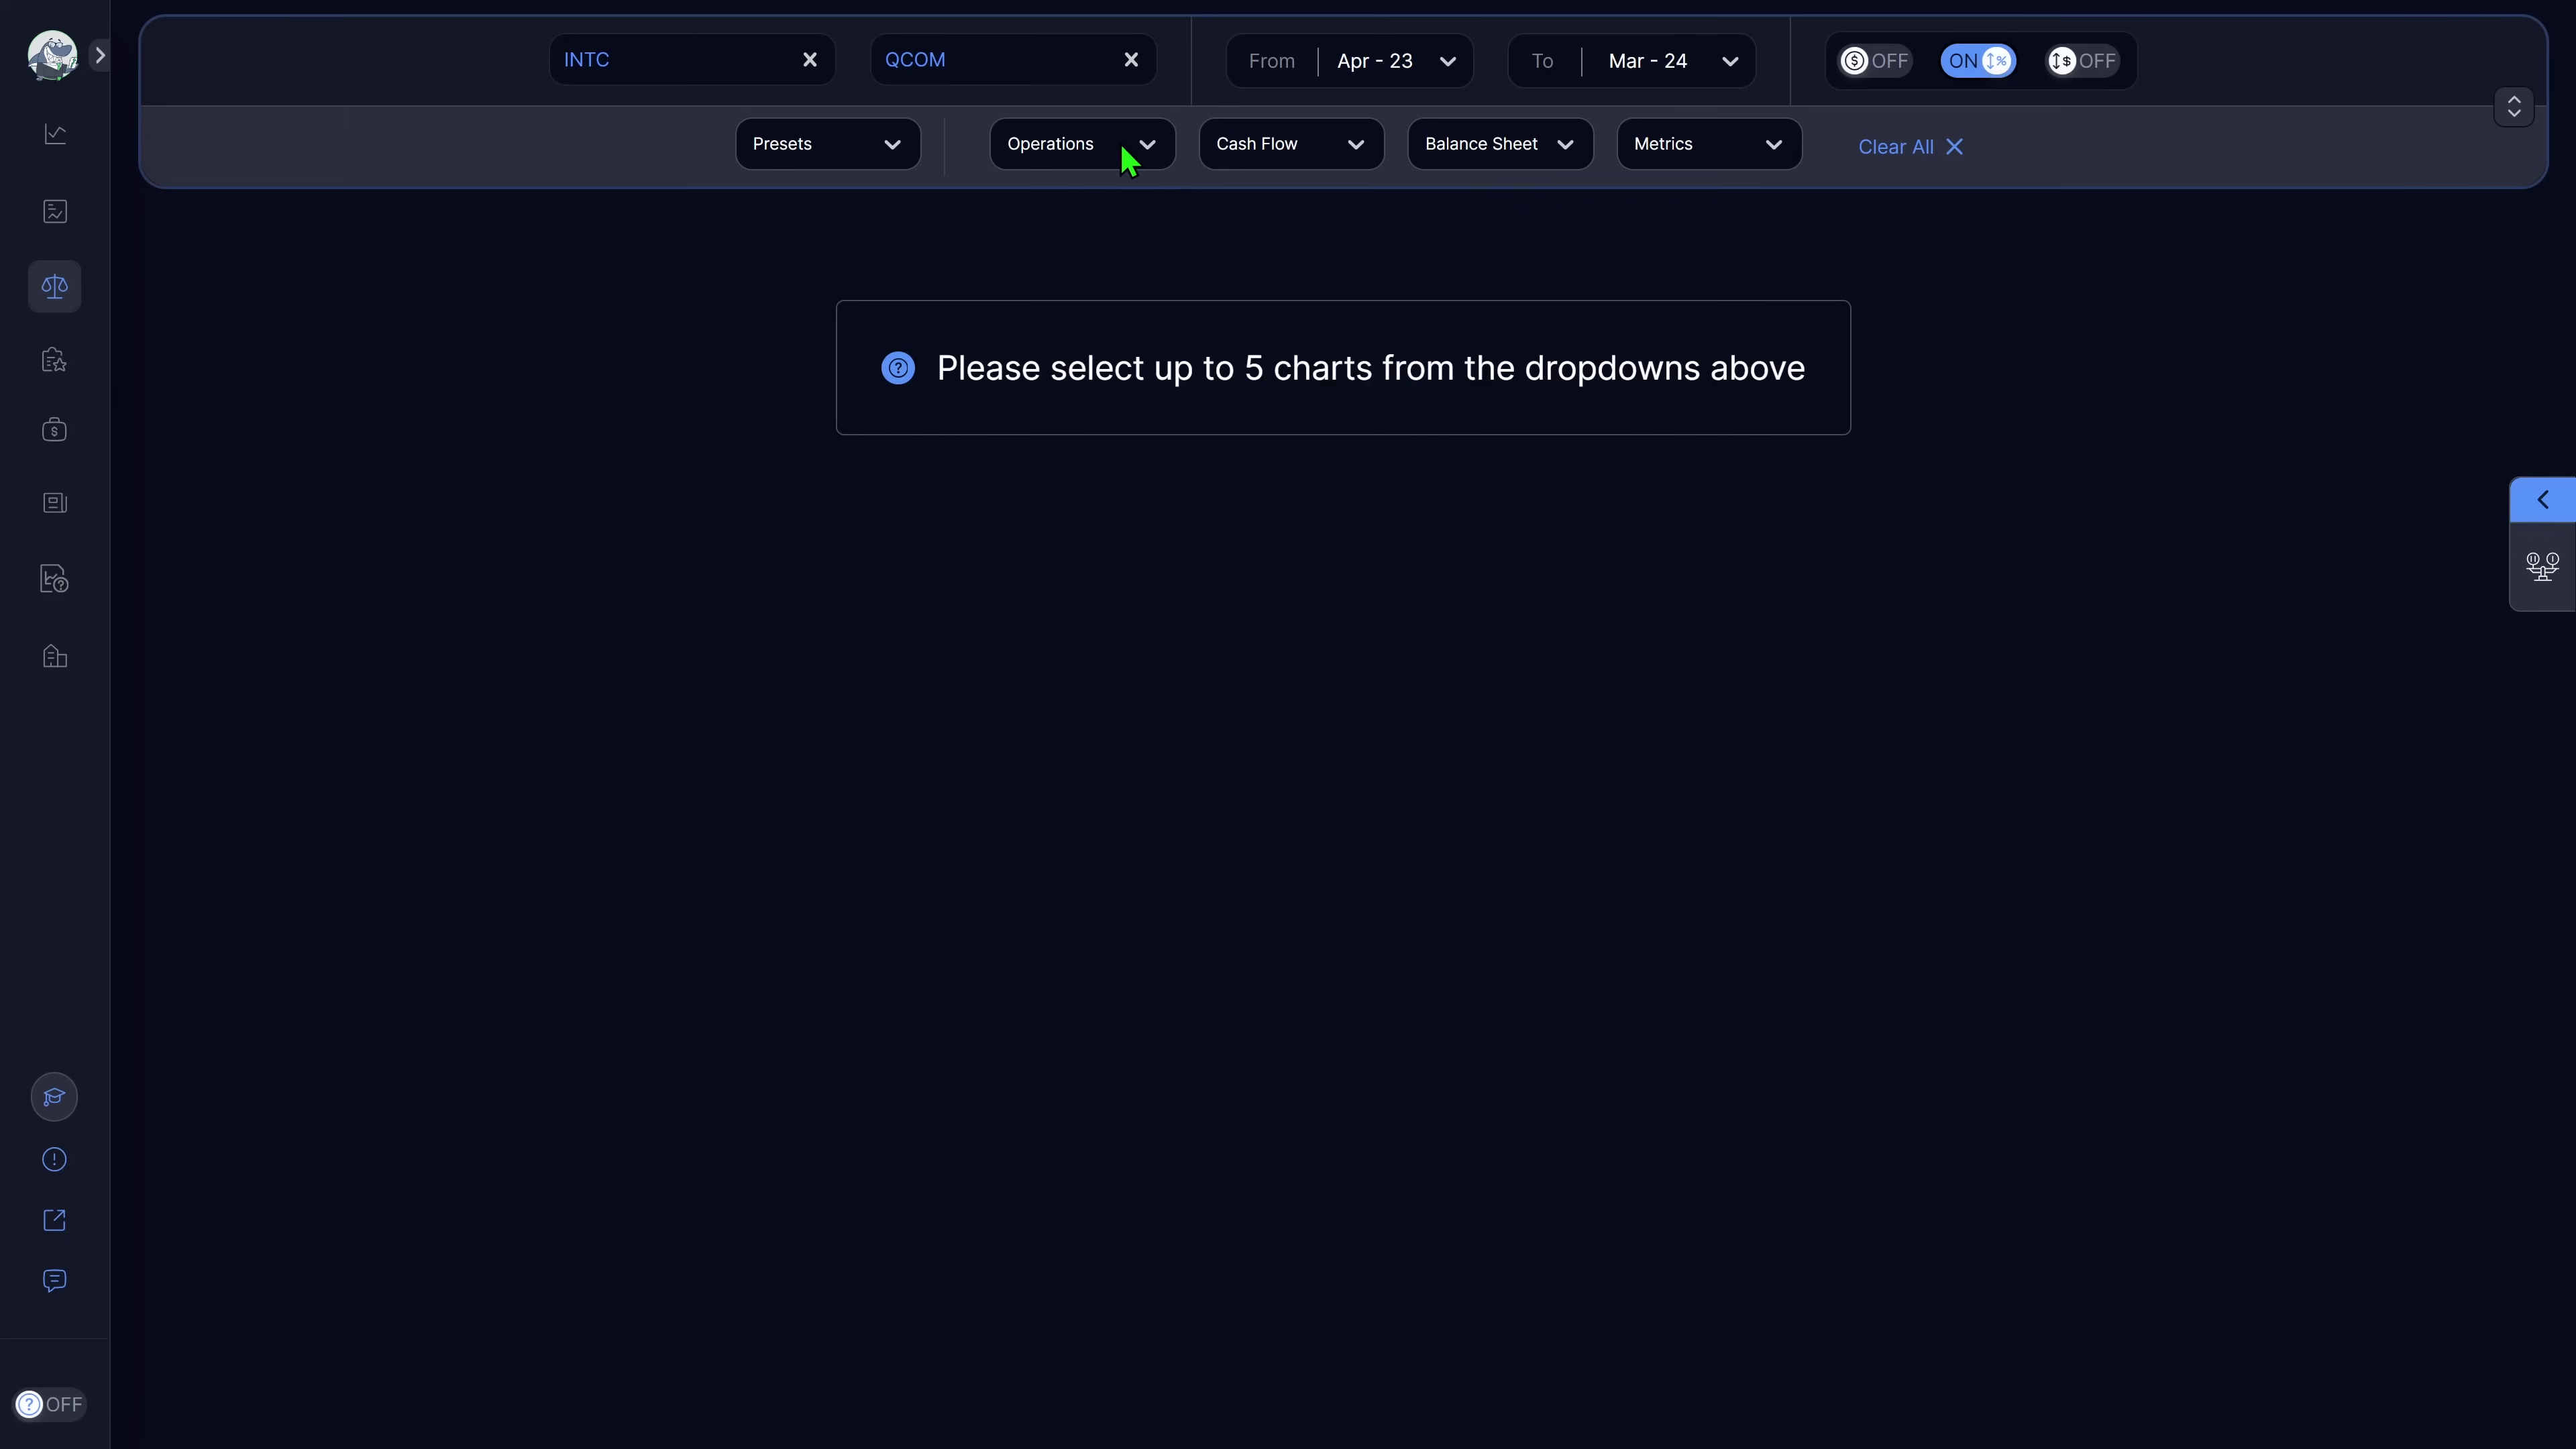 INTC
QCOM
From Apr - 23
To Mar - 24
OFF
ON
OFF
Presets
Operations
Cash Flow
Balance Sheet
Metrics
Clear All
Please select up to 5 charts from the dropdowns above
OFF